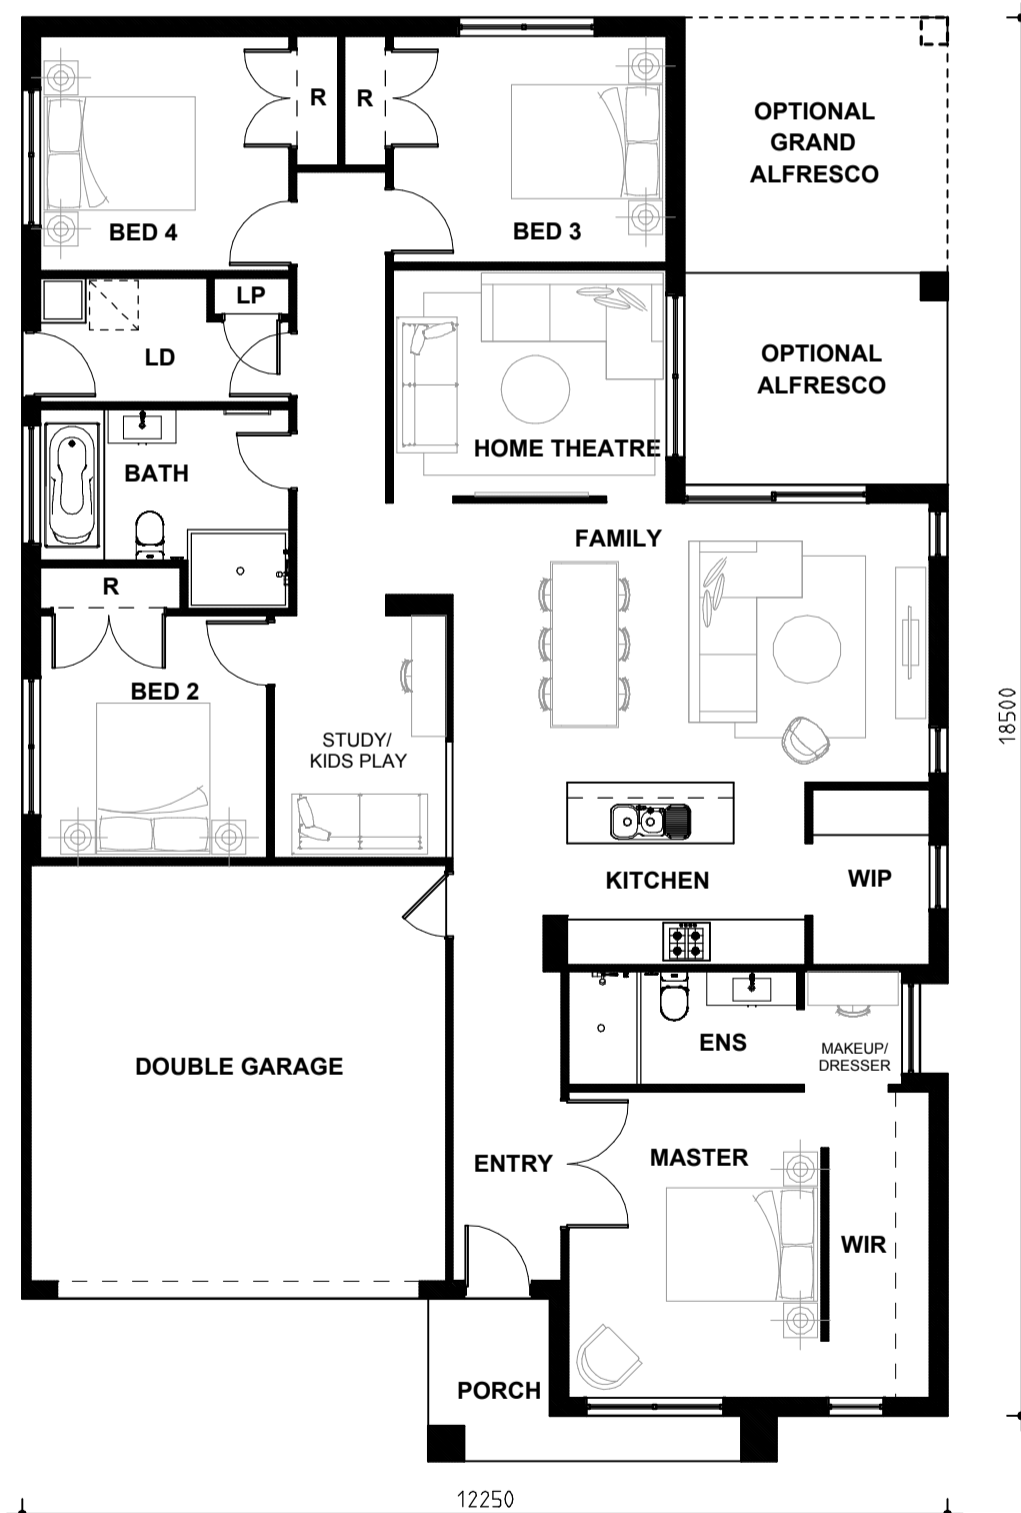 R
R
OPTIONAL
GRAND
ALFRESCO
BED 4
BED 3
LP
LD
OPTIONAL
ALFRESCO
HOME THEATRE
BATH
FAMILY
R
BED 2
STUDY/
KIDS PLAY
18500
KITCHEN
WIP
ENS
MAKEUP/
DRESSER
DOUBLE GARAGE
ENTRY
MASTER
WIR
PORCH
12250